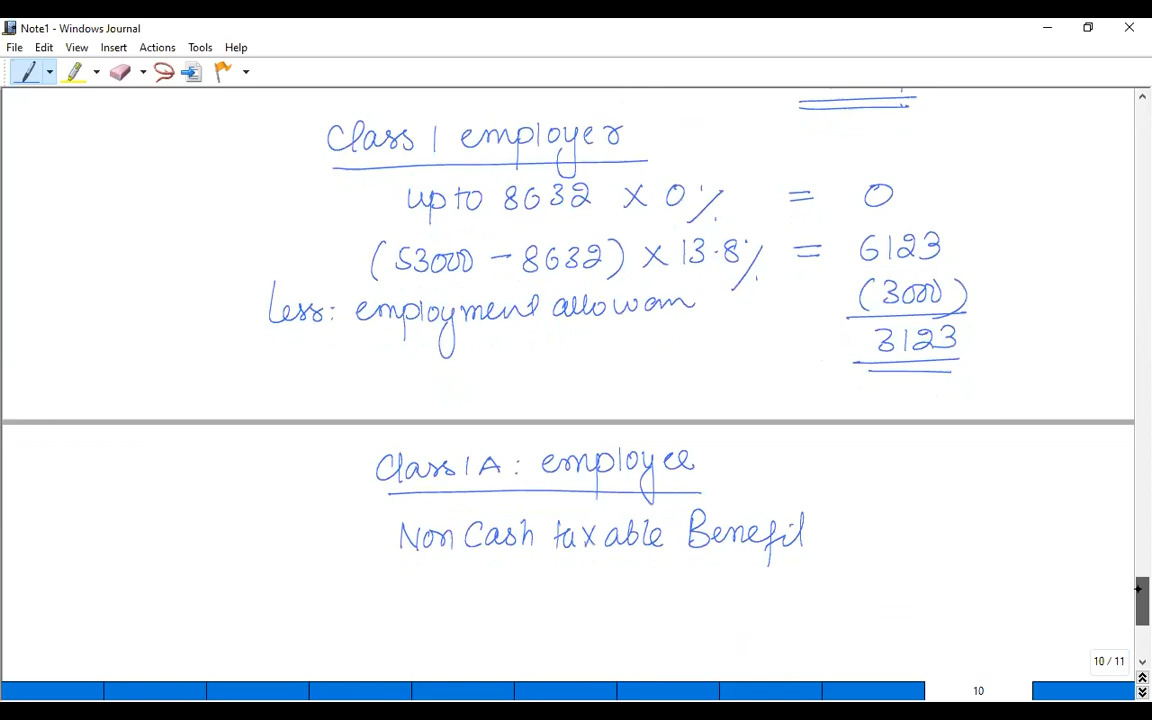 Note1 - Windows Journal
File Edit View Insert Actions Tools Help
Class 1 employer
upto 8632 × 0% = 0
(53000 - 8632) × 13.8% = 6123
Less: employment allowan (3000)
3123
Class 1A: employee
Non Cash taxable Benefit
10 / 11
10